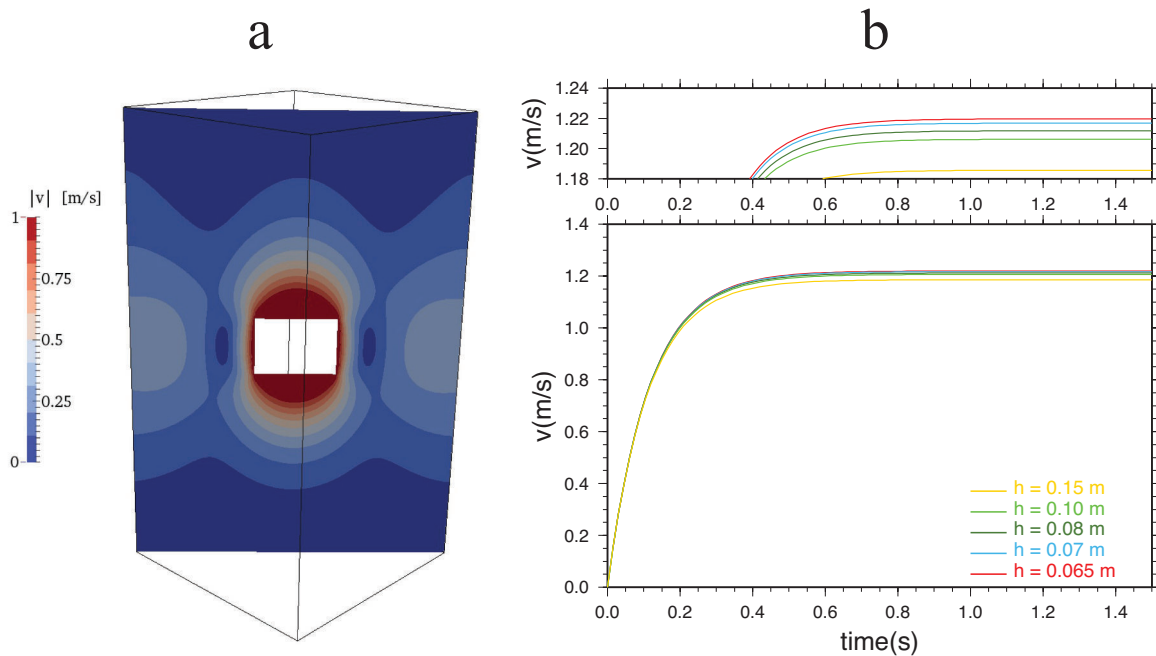 a
|v| [m/s]
1
0.75
0.5
0.25
0
b
v(m/s)
1.24
1.22
1.20
1.18
0.0 0.2 0.4 0.6 0.8 1.0 1.2 1.4
v(m/s)
1.4
1.2
1.0
0.8
0.6
0.4
0.2
0.0
h = 0.15 m
h = 0.10 m
h = 0.08 m
h = 0.07 m
h = 0.065 m
0.0 0.2 0.4 0.6 0.8 1.0 1.2 1.4
time(s)